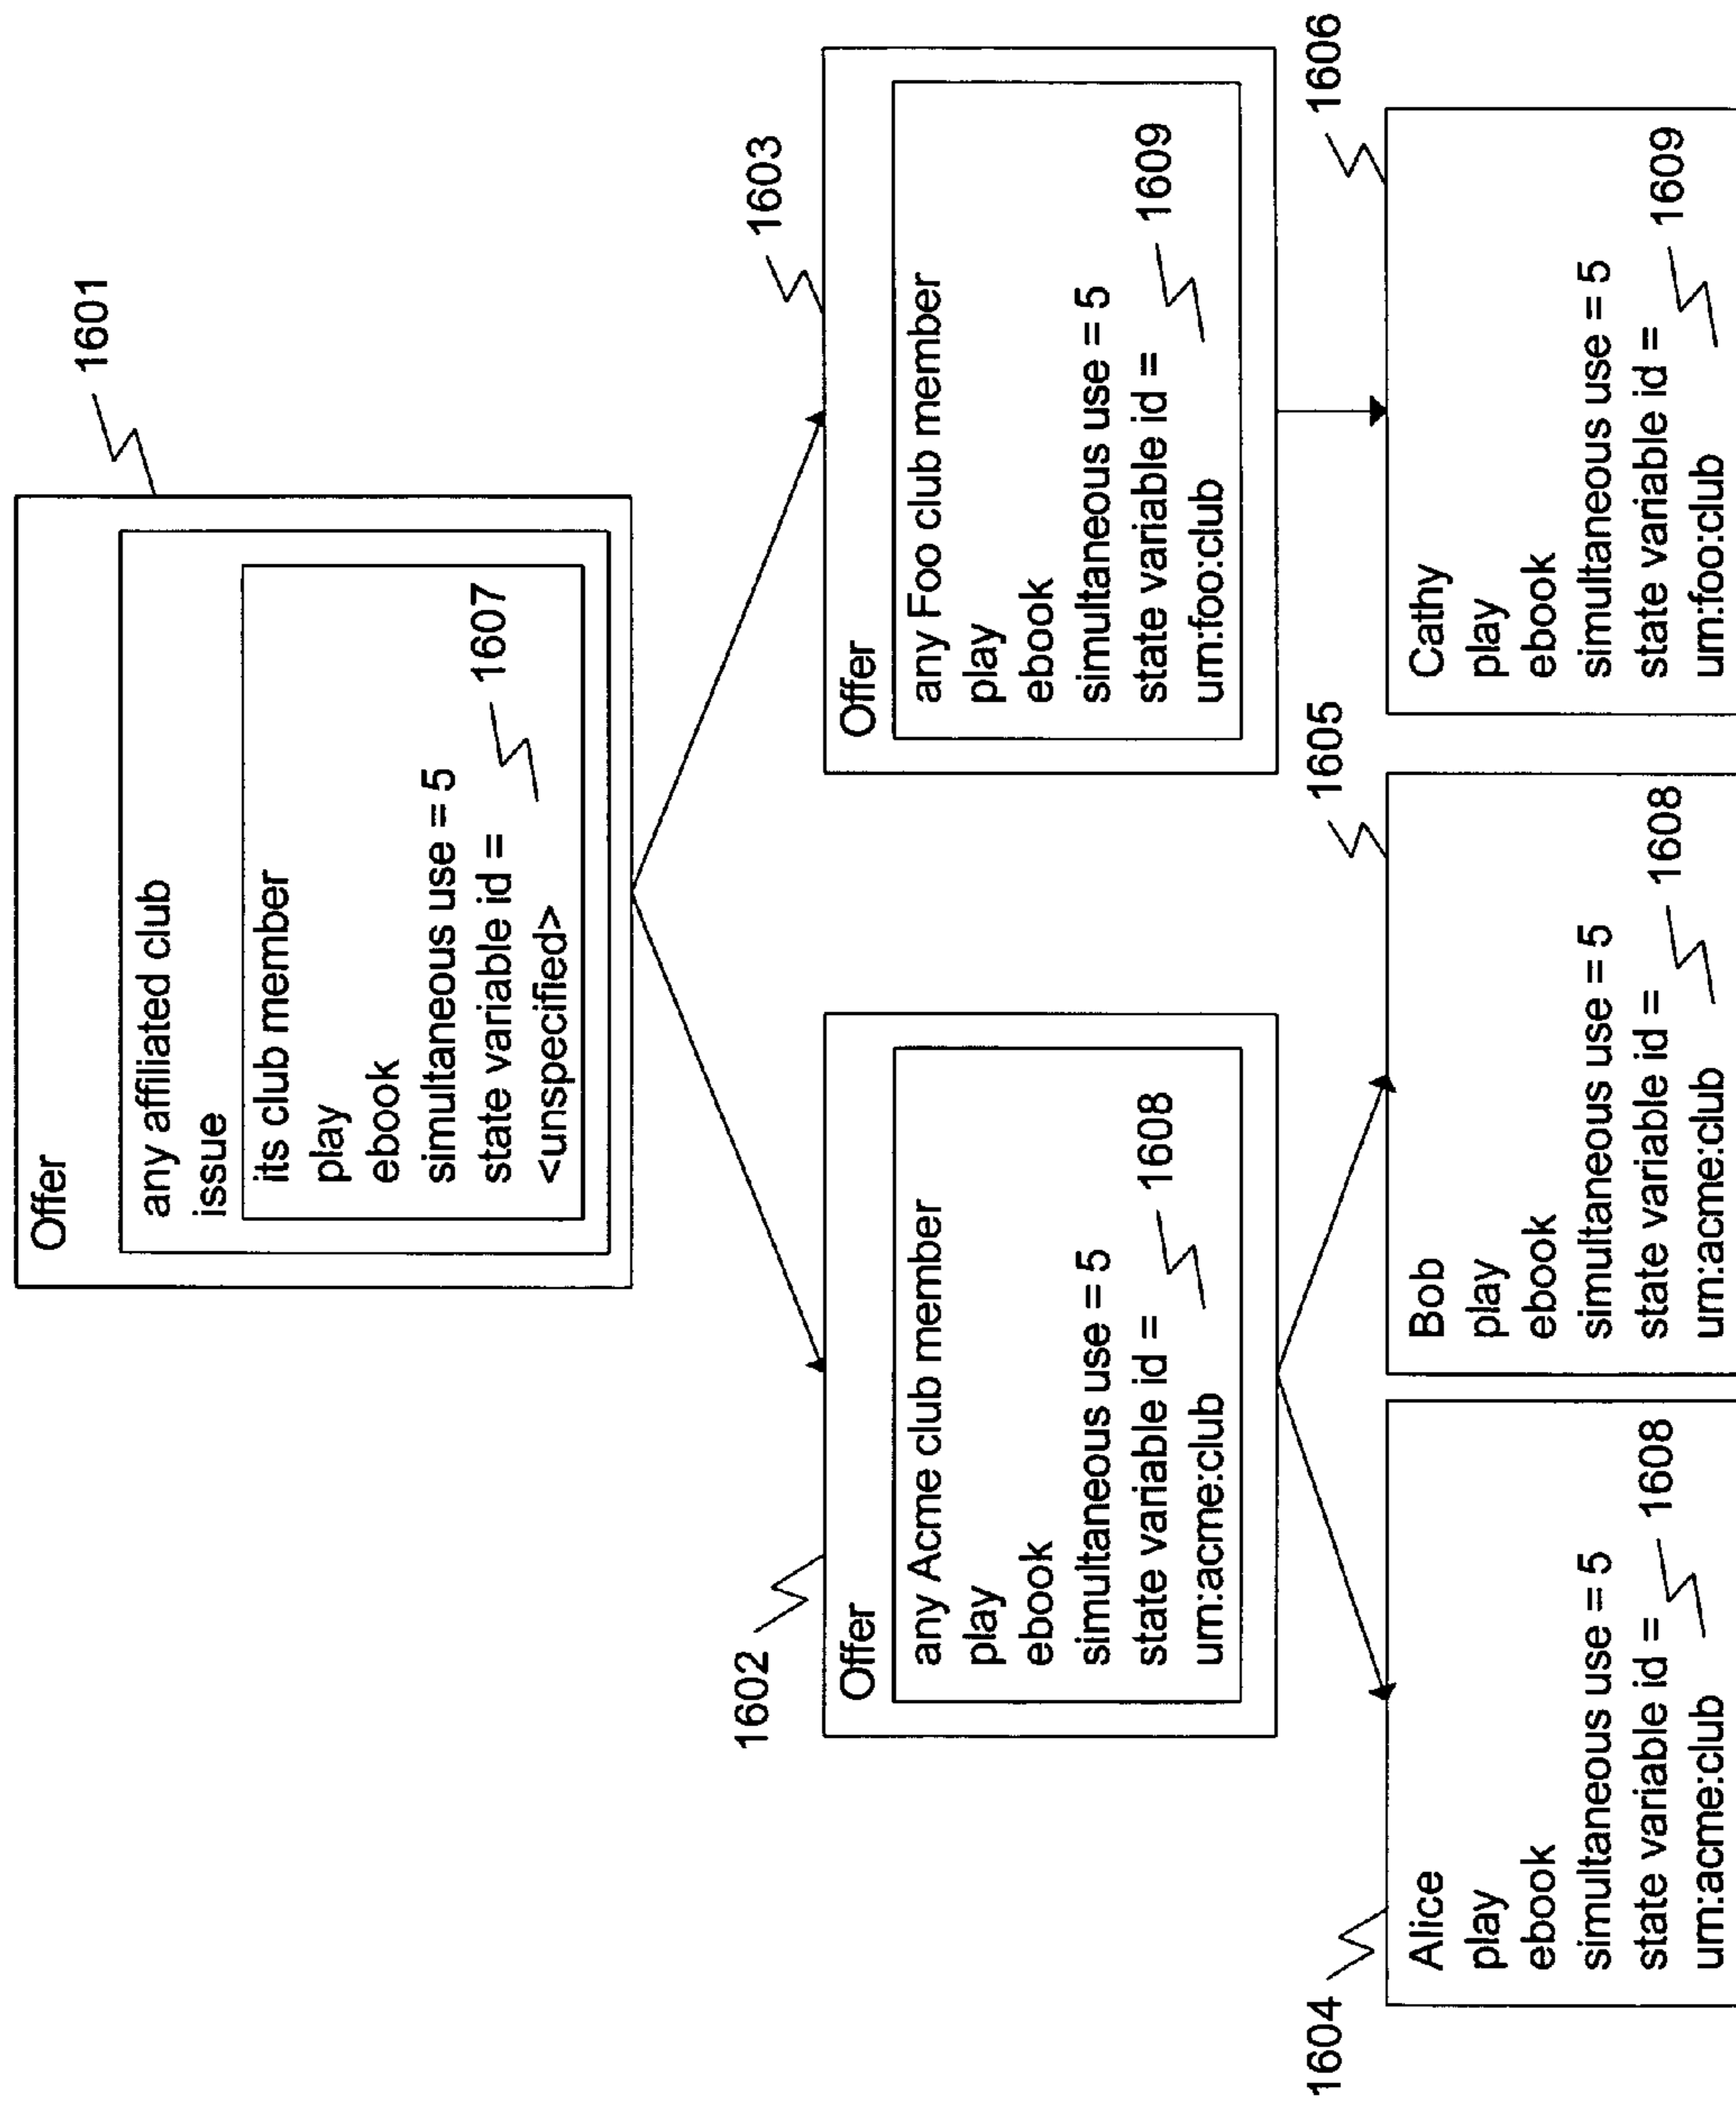 1601
Offer
any affiliated club
issue
its club member
play
ebook
simultaneous use = 5
state variable id =
1607
<unspecified>
1602
Offer
any Acme club member
play
ebook
simultaneous use = 5
state variable id =
1608
urn:acme:club
1603
Offer
any Foo club member
play
ebook
simultaneous use = 5
state variable id =
1609
urn:foo:club
1604
Alice
play
ebook
simultaneous use = 5
state variable id =
1608
urn:acme:club
1605
Bob
play
ebook
simultaneous use = 5
state variable id =
1608
urn:acme:club
1606
Cathy
play
ebook
simultaneous use = 5
state variable id =
1609
urn:foo:club